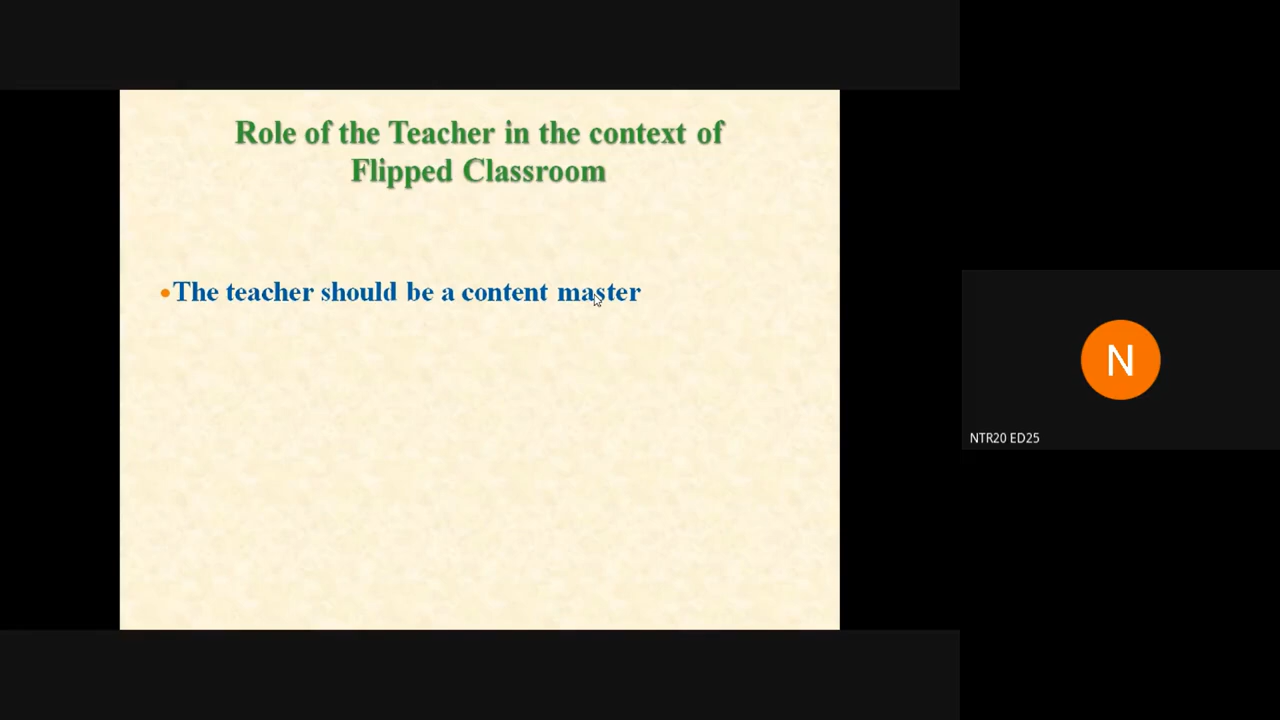 Role of the Teacher in the context of
Flipped Classroom
•The teacher should be a content master
N
NTR20 ED25